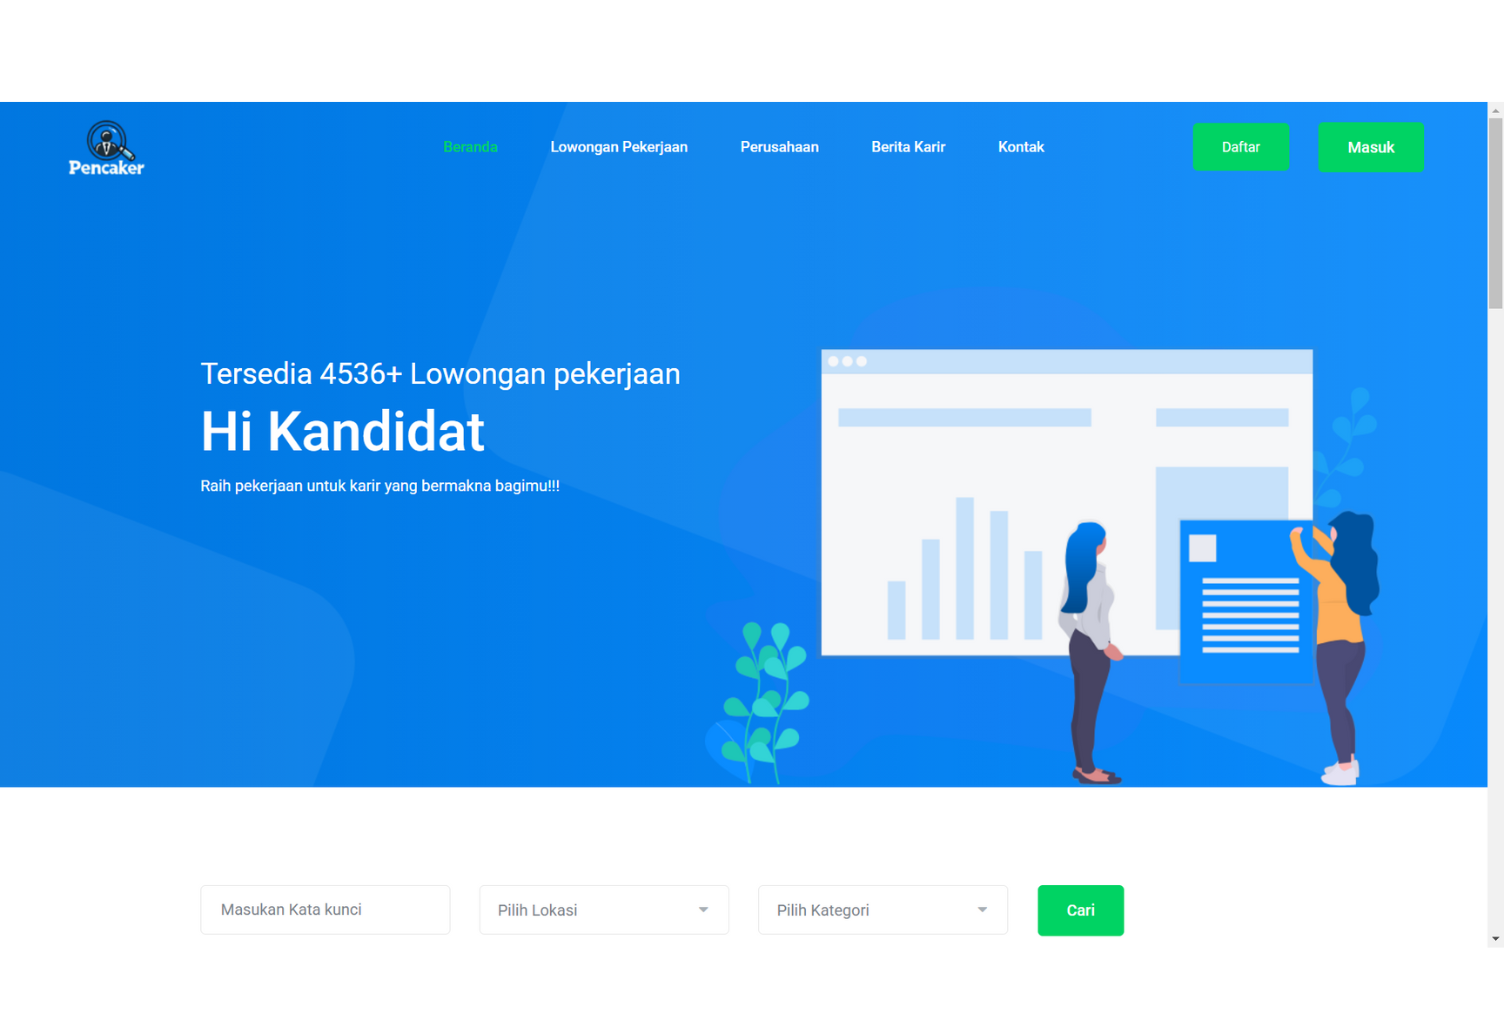 Pencaker
Beranda
Lowongan Pekerjaan
Perusahaan
Berita Karir
Kontak
Daftar
Masuk
Tersedia 4536+ Lowongan pekerjaan
Hi Kandidat
Raih pekerjaan untuk karir yang bermakna bagimu!!!
Masukan Kata kunci
Pilih Lokasi
Pilih Kategori
Cari